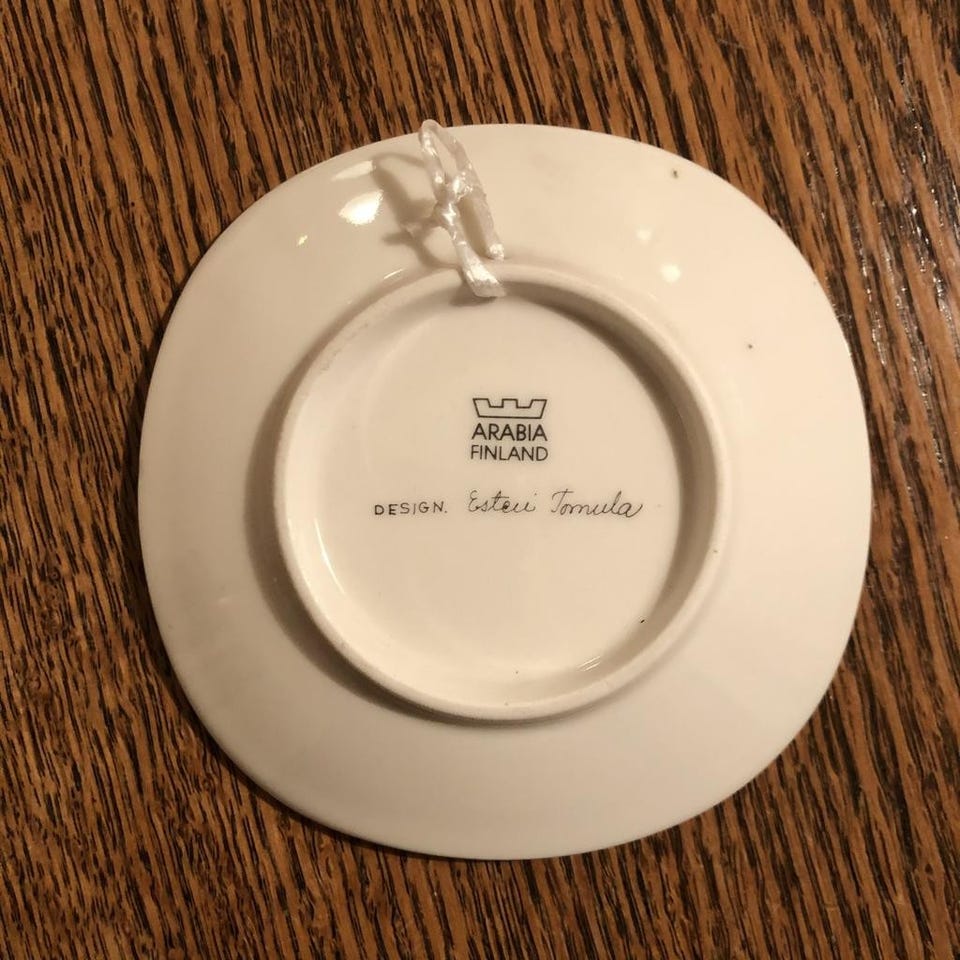 ARABIA
FINLAND
DESIGN. Esteri Tomula